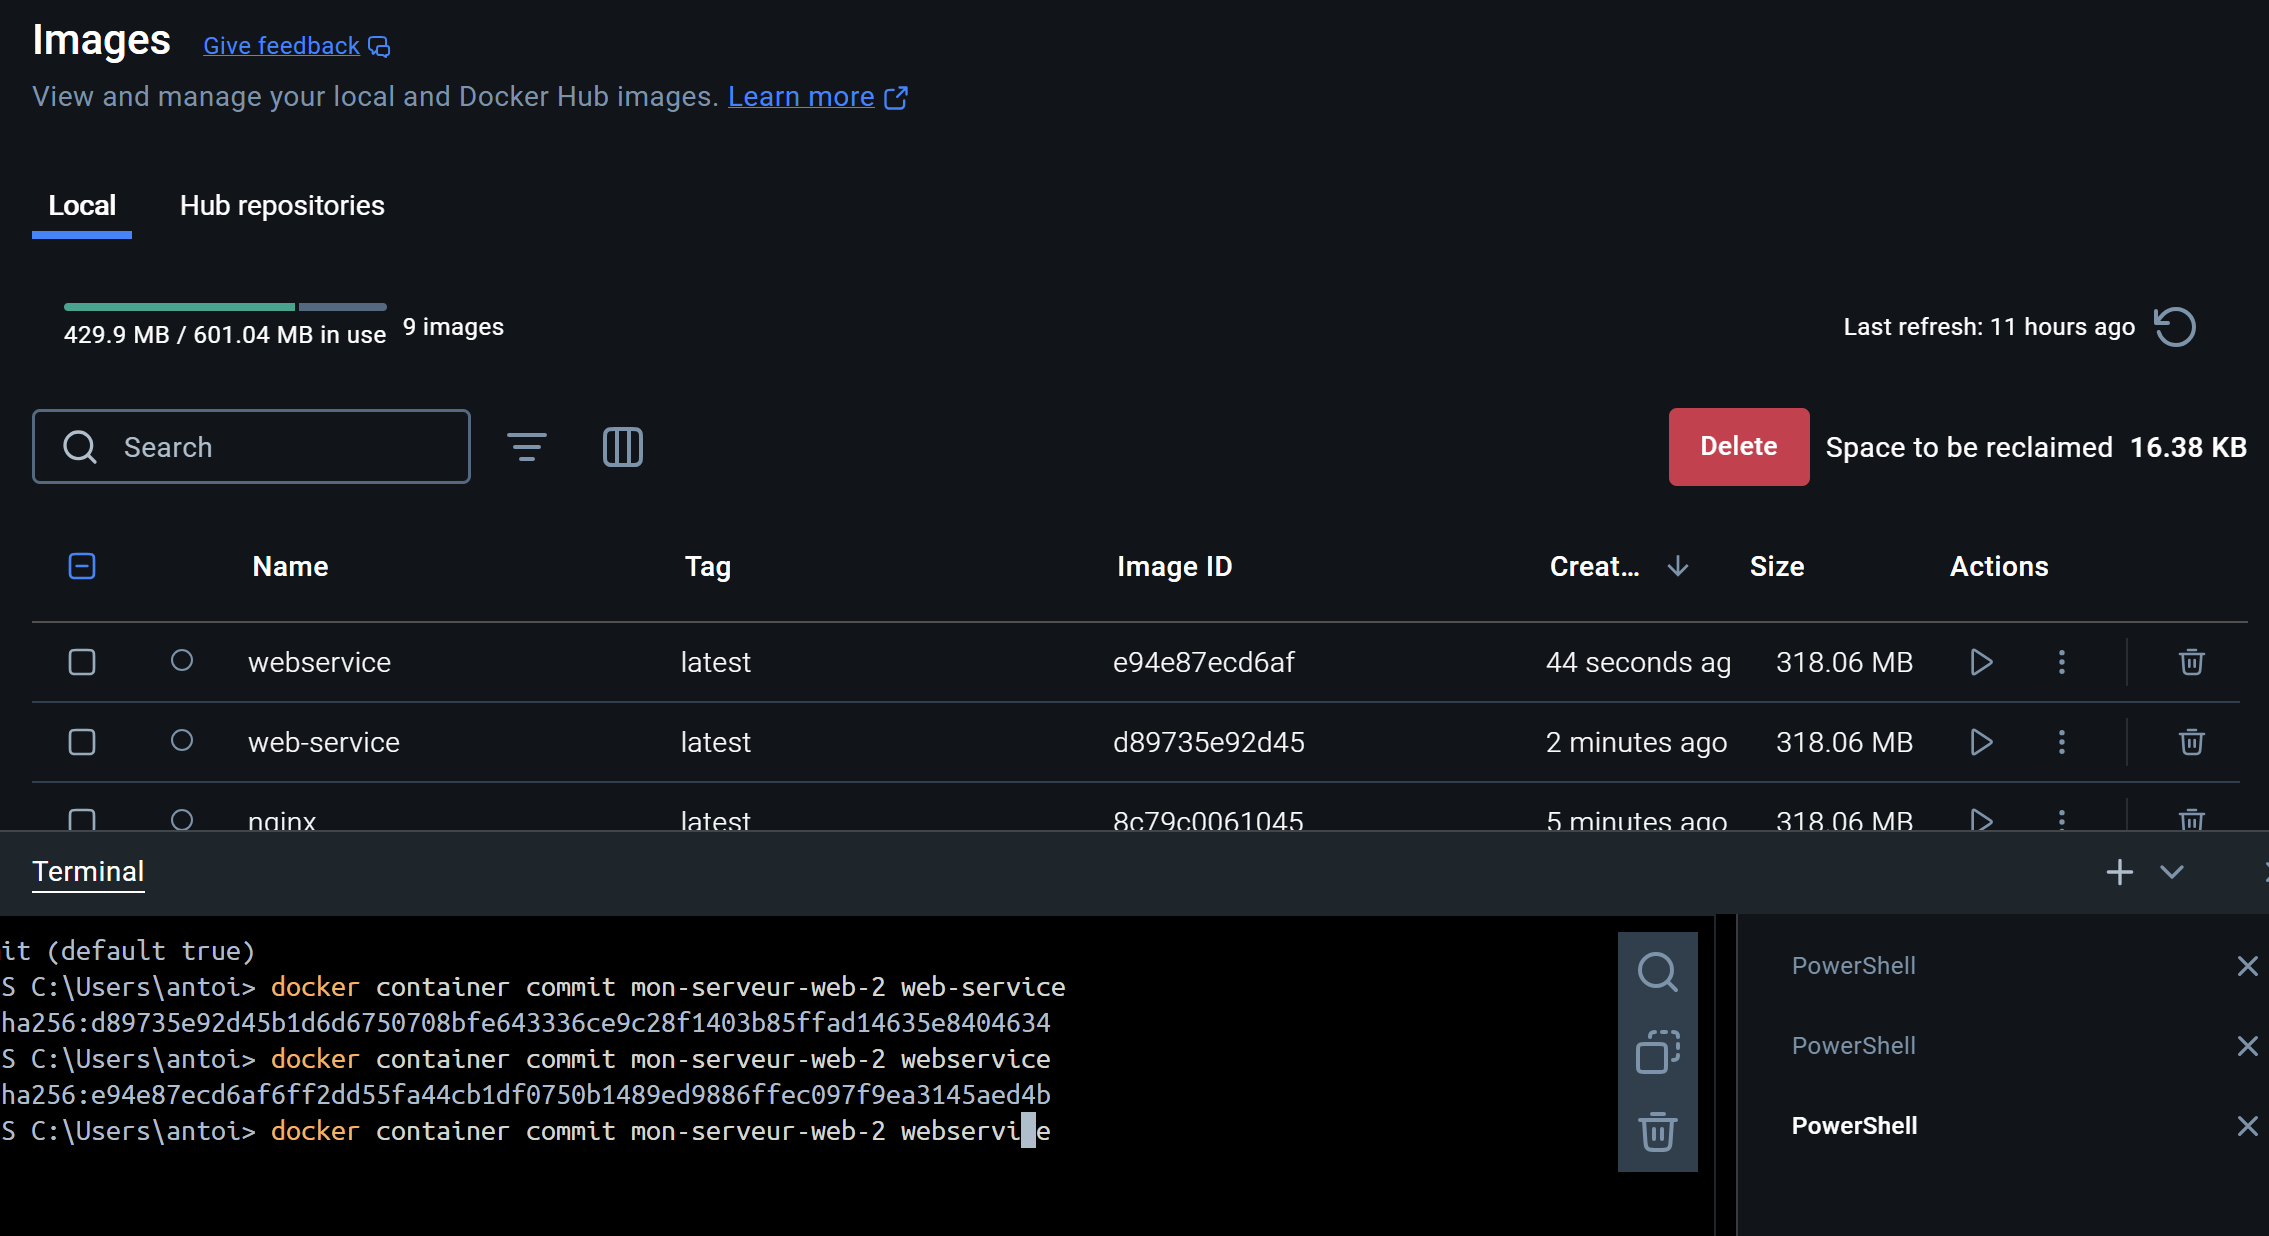 Images Give feedback
View and manage your local and Docker Hub images. Learn more
Local Hub repositories
429.9 MB / 601.04 MB in use 9 images Last refresh: 11 hours ago
Search Delete Space to be reclaimed 16.38 KB
Name Tag Image ID Creat... Size Actions
webservice latest e94e87ecd6af 44 seconds ag 318.06 MB
web-service latest d89735e92d45 2 minutes ago 318.06 MB
nginx latest 8c79c0061045 5 minutes ago 318.06 MB
Terminal
it (default true)
S C:\Users\antoi> docker container commit mon-serveur-web-2 web-service
ha256:d89735e92d45b1d6d6750708bfe643336ce9c28f1403b85ffad14635e8404634
S C:\Users\antoi> docker container commit mon-serveur-web-2 webservice
ha256:e94e87ecd6af6ff2dd55fa44cb1df0750b1489ed9886ffec097f9ea3145aed4b
S C:\Users\antoi> docker container commit mon-serveur-web-2 webservice
PowerShell
PowerShell
PowerShell